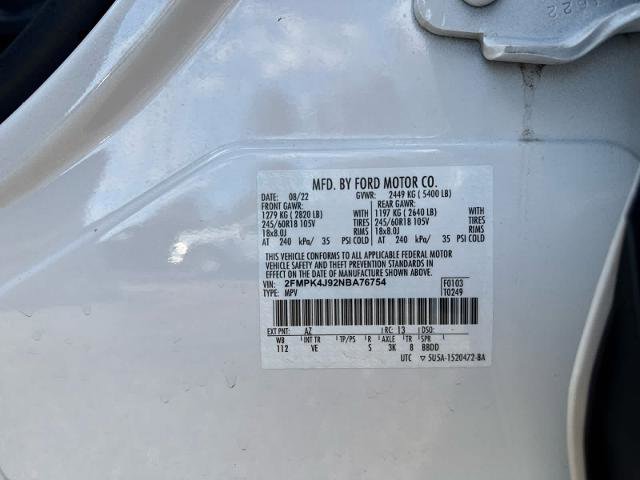 3622
MFD. BY FORD MOTOR CO.
DATE: 08/22 GVWR: 2449 KG ( 5400 LB)
FRONT GAWR: REAR GAWR:
1279 KG ( 2820 LB) WITH 1197 KG ( 2640 LB) WITH
245/60R18 105V TIRES 245/60R18 105V TIRES
18x8.0J RIMS 18x8.0J RIMS
AT 240 kPa/ 35 PSI COLD AT 240 kPa/ 35 PSI COLD
THIS VEHICLE CONFORMS TO ALL APPLICABLE FEDERAL MOTOR
VEHICLE SAFETY AND THEFT PREVENTION STANDARDS IN
EFFECT ON THE DATE OF MANUFACTURE SHOWN ABOVE.
VIN: 2FMPK4J92NBA76754 F0103
TYPE: MPV T0249
EXT PNT: AZ RC: 13 DSO:
WB INT TR TP/PS R AXLE TR SPR
112 VE S 3K 8 BBDD
UTC ▽ 5U5A-1520472-BA